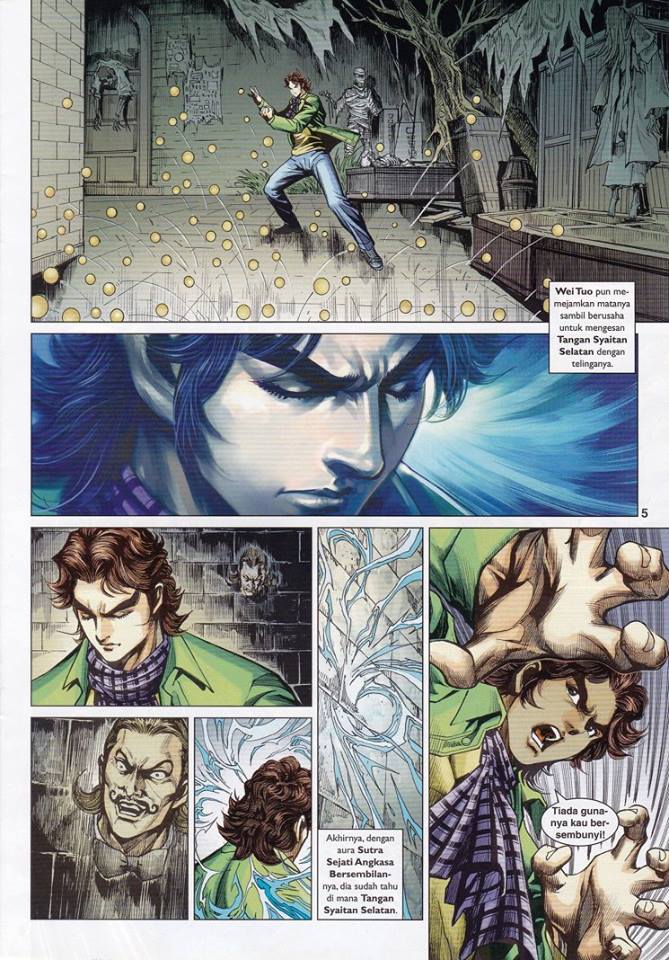 Wei Tuo pun me-
mejamkan matanya
sambil berusaha
untuk mengesan
Tangan Syaitan
Selatan dengan
telinganya.
5
Akhirnya, dengan
aura Sutra
Sejati Angkasa
Bersembilan-
nya, dia sudah tahu
di mana Tangan
Syaitan Selatan.
Tiada guna-
nya kau ber-
sembunyi!